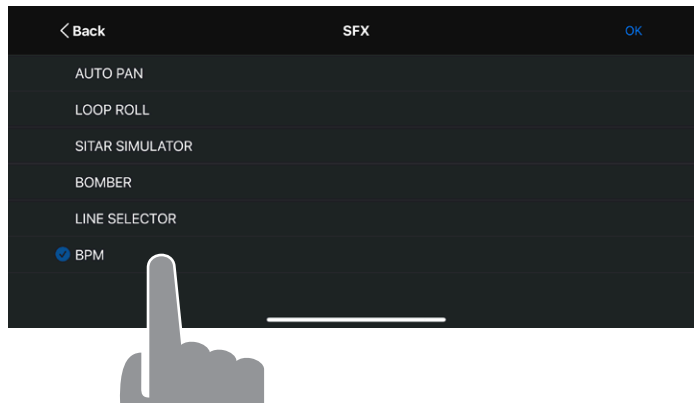 Back SFX OK
AUTO PAN
LOOP ROLL
SITAR SIMULATOR
BOMBER
LINE SELECTOR
BPM